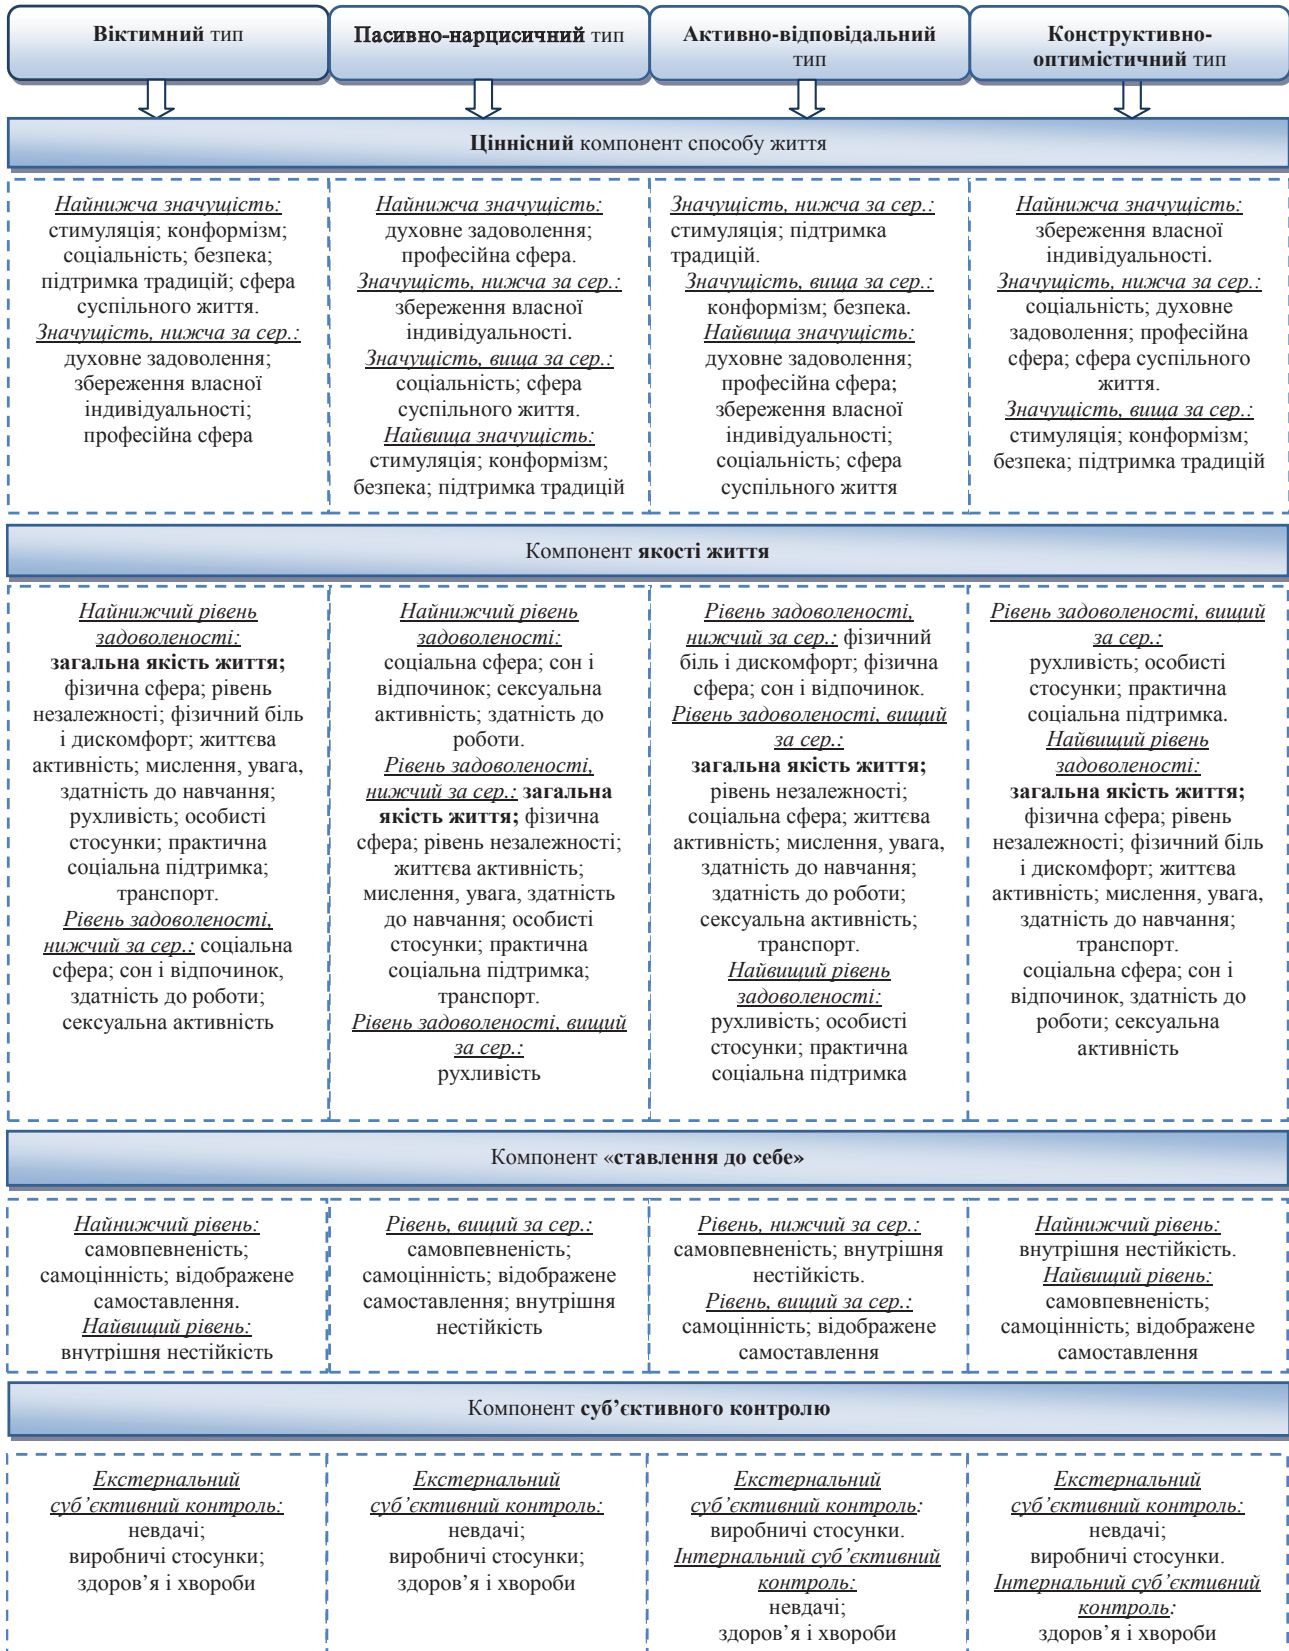 Віктимний тип
Пасивно-нарцисичний тип
Активно-відповідальний
тип
Конструктивно-
оптимістичний тип
Ціннісний компонент способу життя
Найнижча значущість:
стимуляція; конформізм;
соціальність; безпека;
підтримка традицій; сфера
суспільного життя.
Значущість, нижча за сер.:
духовне задоволення;
збереження власної
індивідуальності;
професійна сфера
Найнижча значущість:
духовне задоволення;
професійна сфера.
Значущість, нижча за сер.:
збереження власної
індивідуальності.
Значущість, вища за сер.:
соціальність; сфера
суспільного життя.
Найвища значущість:
стимуляція; конформізм;
безпека; підтримка традицій
Значущість, нижча за сер.:
стимуляція; підтримка
традицій.
Значущість, вища за сер.:
конформізм; безпека.
Найвища значущість:
духовне задоволення;
професійна сфера;
збереження власної
індивідуальності;
соціальність; сфера
суспільного життя
Найнижча значущість:
збереження власної
індивідуальності.
Значущість, нижча за сер.:
соціальність; духовне
задоволення; професійна
сфера; сфера суспільного
життя.
Значущість, вища за сер.:
стимуляція; конформізм;
безпека; підтримка традицій
Компонент якості життя
Найнижчий рівень
задоволеності:
загальна якість життя;
фізична сфера; рівень
незалежності; фізичний біль
і дискомфорт; життєва
активність; мислення, увага,
здатність до навчання;
рухливість; особисті
стосунки; практична
соціальна підтримка;
транспорт.
Рівень задоволеності,
нижчий за сер.: соціальна
сфера; сон і відпочинок,
здатність до роботи;
сексуальна активність
Найнижчий рівень
задоволеності:
соціальна сфера; сон і
відпочинок; сексуальна
активність; здатність до
роботи.
Рівень задоволеності,
нижчий за сер.: загальна
якість життя; фізична
сфера; рівень незалежності;
життєва активність;
мислення, увага, здатність
до навчання; особисті
стосунки; практична
соціальна підтримка;
транспорт.
Рівень задоволеності, вищий
за сер.:
рухливість
Рівень задоволеності,
нижчий за сер.: фізичний
біль і дискомфорт; фізична
сфера; сон і відпочинок.
Рівень задоволеності, вищий
за сер.:
загальна якість життя;
рівень незалежності;
соціальна сфера; життєва
активність; мислення, увага,
здатність до навчання;
здатність до роботи;
сексуальна активність;
транспорт.
Найвищий рівень
задоволеності:
рухливість; особисті
стосунки; практична
соціальна підтримка
Рівень задоволеності, вищий
за сер.:
рухливість; особисті
стосунки; практична
соціальна підтримка.
Найвищий рівень
задоволеності:
загальна якість життя;
фізична сфера; рівень
незалежності; фізичний біль
і дискомфорт; життєва
активність; мислення, увага,
здатність до навчання;
транспорт.
соціальна сфера; сон і
відпочинок, здатність до
роботи; сексуальна
активність
Компонент «ставлення до себе»
Найнижчий рівень:
самовпевненість;
самоцінність; відображене
самоставлення.
Найвищий рівень:
внутрішня нестійкість
Рівень, вищий за сер.:
самовпевненість;
самоцінність; відображене
самоставлення; внутрішня
нестійкість
Рівень, нижчий за сер.:
самовпевненість; внутрішня
нестійкість.
Рівень, вищий за сер.:
самоцінність; відображене
самоставлення
Найнижчий рівень:
внутрішня нестійкість.
Найвищий рівень:
самовпевненість;
самоцінність; відображене
самоставлення
Компонент суб’єктивного контролю
Екстернальний
суб’єктивний контроль:
невдачі;
виробничі стосунки;
здоров’я і хвороби
Екстернальний
суб’єктивний контроль:
невдачі;
виробничі стосунки;
здоров’я і хвороби
Екстернальний
суб’єктивний контроль:
виробничі стосунки.
Інтернальний суб’єктивний
контроль:
невдачі;
здоров’я і хвороби
Екстернальний
суб’єктивний контроль:
невдачі;
виробничі стосунки.
Інтернальний суб’єктивний
контроль:
здоров’я і хвороби